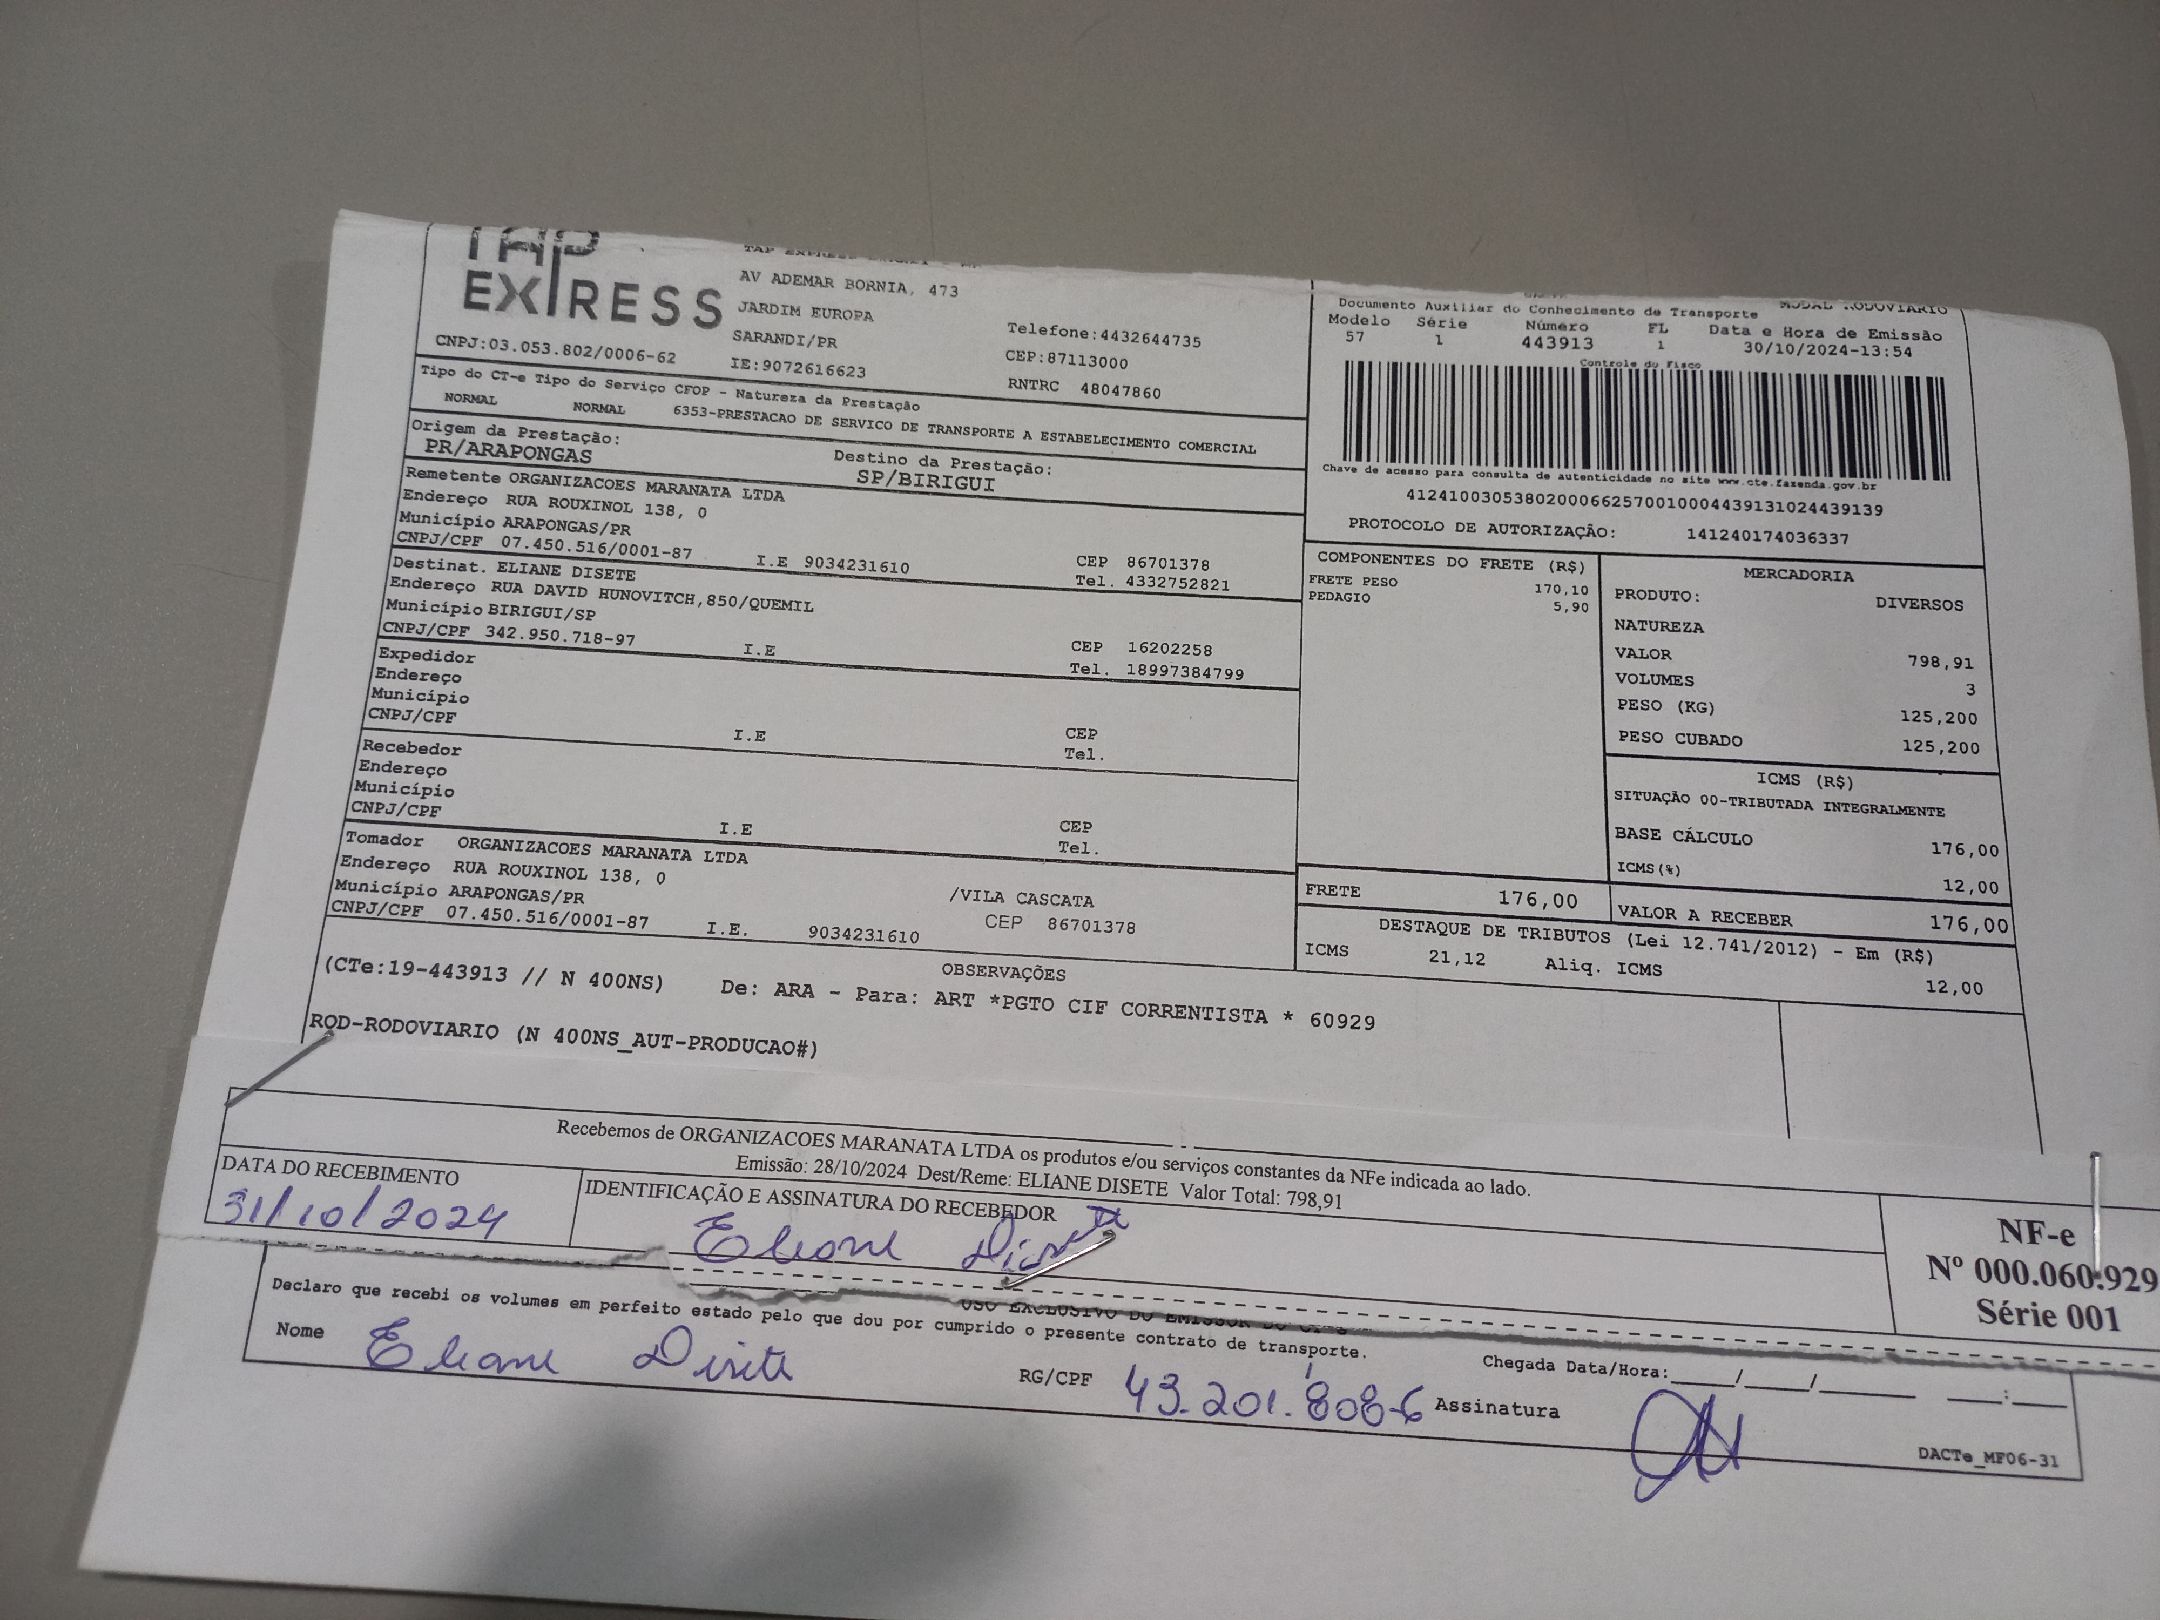 TAP
EXPRESS
AV ADEMAR BORNIA, 473
JARDIM EUROPA
SARANDI/PR
CNPJ:03.053.802/0006-62
IE:9072616623
Telefone:4432644735
CEP:87113000
RNTRC 48047860
MODAL RODOVIARIO
Documento Auxiliar do Conhecimento de Transporte
Modelo Série Número FL Data e Hora de Emissão
57 1 443913 1 30/10/2024-13:54
Controle do Fisco
Chave de acesso para consulta de autenticidade no site www.cte.fazenda.gov.br
41241003053802000662570010004439131024439139
PROTOCOLO DE AUTORIZAÇÃO: 141240174036337
Tipo do CT-e Tipo do Serviço CFOP - Natureza da Prestação
NORMAL NORMAL 6353-PRESTACAO DE SERVICO DE TRANSPORTE A ESTABELECIMENTO COMERCIAL
Origem da Prestação: Destino da Prestação:
PR/ARAPONGAS SP/BIRIGUI
Remetente ORGANIZACOES MARANATA LTDA
Endereço RUA ROUXINOL 138, 0
Município ARAPONGAS/PR CEP 86701378
CNPJ/CPF 07.450.516/0001-87 I.E 9034231610 Tel. 4332752821
Destinat. ELIANE DISETE
Endereço RUA DAVID HUNOVITCH,850/QUEMIL
Município BIRIGUI/SP CEP 16202258
CNPJ/CPF 342.950.718-97 I.E Tel. 18997384799
Expedidor
Endereço
Município CEP
CNPJ/CPF I.E Tel.
Recebedor
Endereço
Município CEP
CNPJ/CPF I.E Tel.
Tomador ORGANIZACOES MARANATA LTDA
Endereço RUA ROUXINOL 138, 0 /VILA CASCATA
Município ARAPONGAS/PR CEP 86701378
CNPJ/CPF 07.450.516/0001-87 I.E. 9034231610
COMPONENTES DO FRETE (R$)
FRETE PESO 170,10
PEDAGIO 5,90
MERCADORIA
PRODUTO: DIVERSOS
NATUREZA
VALOR 798,91
VOLUMES 3
PESO (KG) 125,200
PESO CUBADO 125,200
ICMS (R$)
SITUAÇÃO 00-TRIBUTADA INTEGRALMENTE
BASE CÁLCULO 176,00
ICMS(%) 12,00
FRETE 176,00 VALOR A RECEBER 176,00
DESTAQUE DE TRIBUTOS (Lei 12.741/2012) - Em (R$)
ICMS 21,12 Aliq. ICMS 12,00
OBSERVAÇÕES
(CTe:19-443913 // N 400NS) De: ARA - Para: ART *PGTO CIF CORRENTISTA * 60929
ROD-RODOVIARIO (N 400NS_AUT-PRODUCAO#)
Recebemos de ORGANIZACOES MARANATA LTDA os produtos e/ou serviços constantes da NFe indicada ao lado.
Emissão: 28/10/2024 Dest/Reme: ELIANE DISETE Valor Total: 798,91
DATA DO RECEBIMENTO IDENTIFICAÇÃO E ASSINATURA DO RECEBEDOR
31/10/2024 Eliane Disete
NF-e
Nº 000.060.929
Série 001
USO EXCLUSIVO DO EMISSOR DO CT-e
Declaro que recebi os volumes em perfeito estado pelo que dou por cumprido o presente contrato de transporte.
Nome Eliane Disete RG/CPF 43.201.808-6 Assinatura
Chegada Data/Hora:____/____/______ ___:___
DACTe_MF06-31